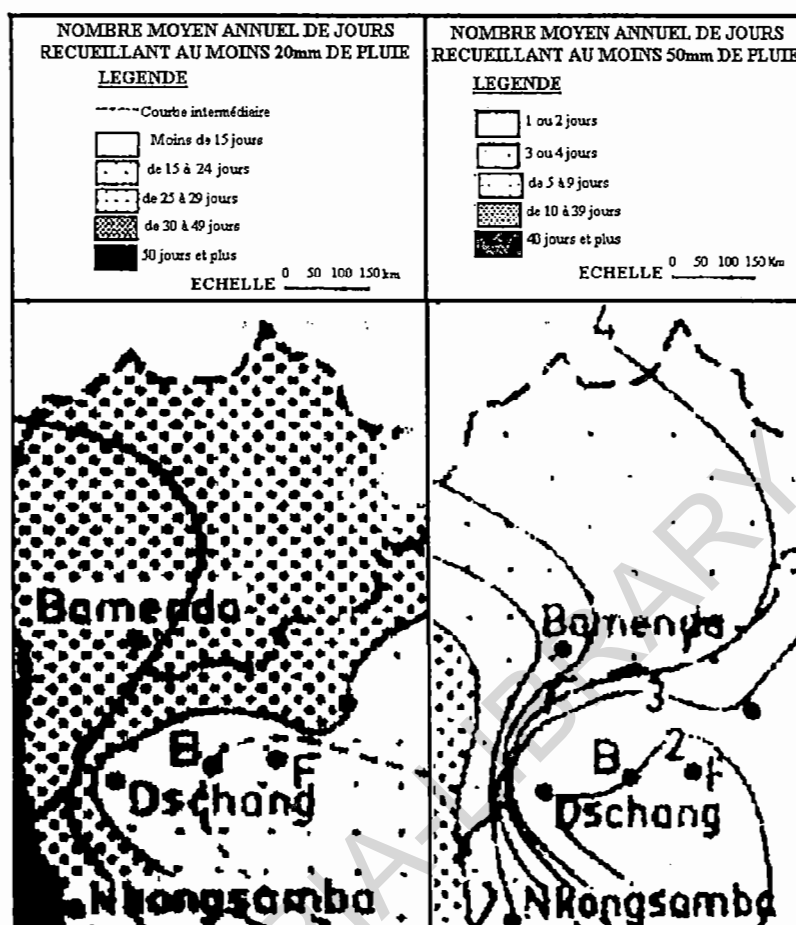 NOMBRE MOYEN ANNUEL DE JOURS
RECUEILLANT AU MOINS 20mm DE PLUIE
LEGENDE
Courbe intermédiaire
Moins de 15 jours
de 15 à 24 jours
de 25 à 29 jours
de 30 à 49 jours
50 jours et plus
ECHELLE 0 50 100 150 km
NOMBRE MOYEN ANNUEL DE JOURS
RECUEILLANT AU MOINS 50mm DE PLUIE
LEGENDE
1 ou 2 jours
3 ou 4 jours
de 5 à 9 jours
de 10 à 39 jours
40 jours et plus
ECHELLE 0 50 100 150 Km
Bamenda
B
F
Dschang
Nkongsamba
4
Bamenda
3
B
2
F
Dschang
Nkongsamba
LIBRARY